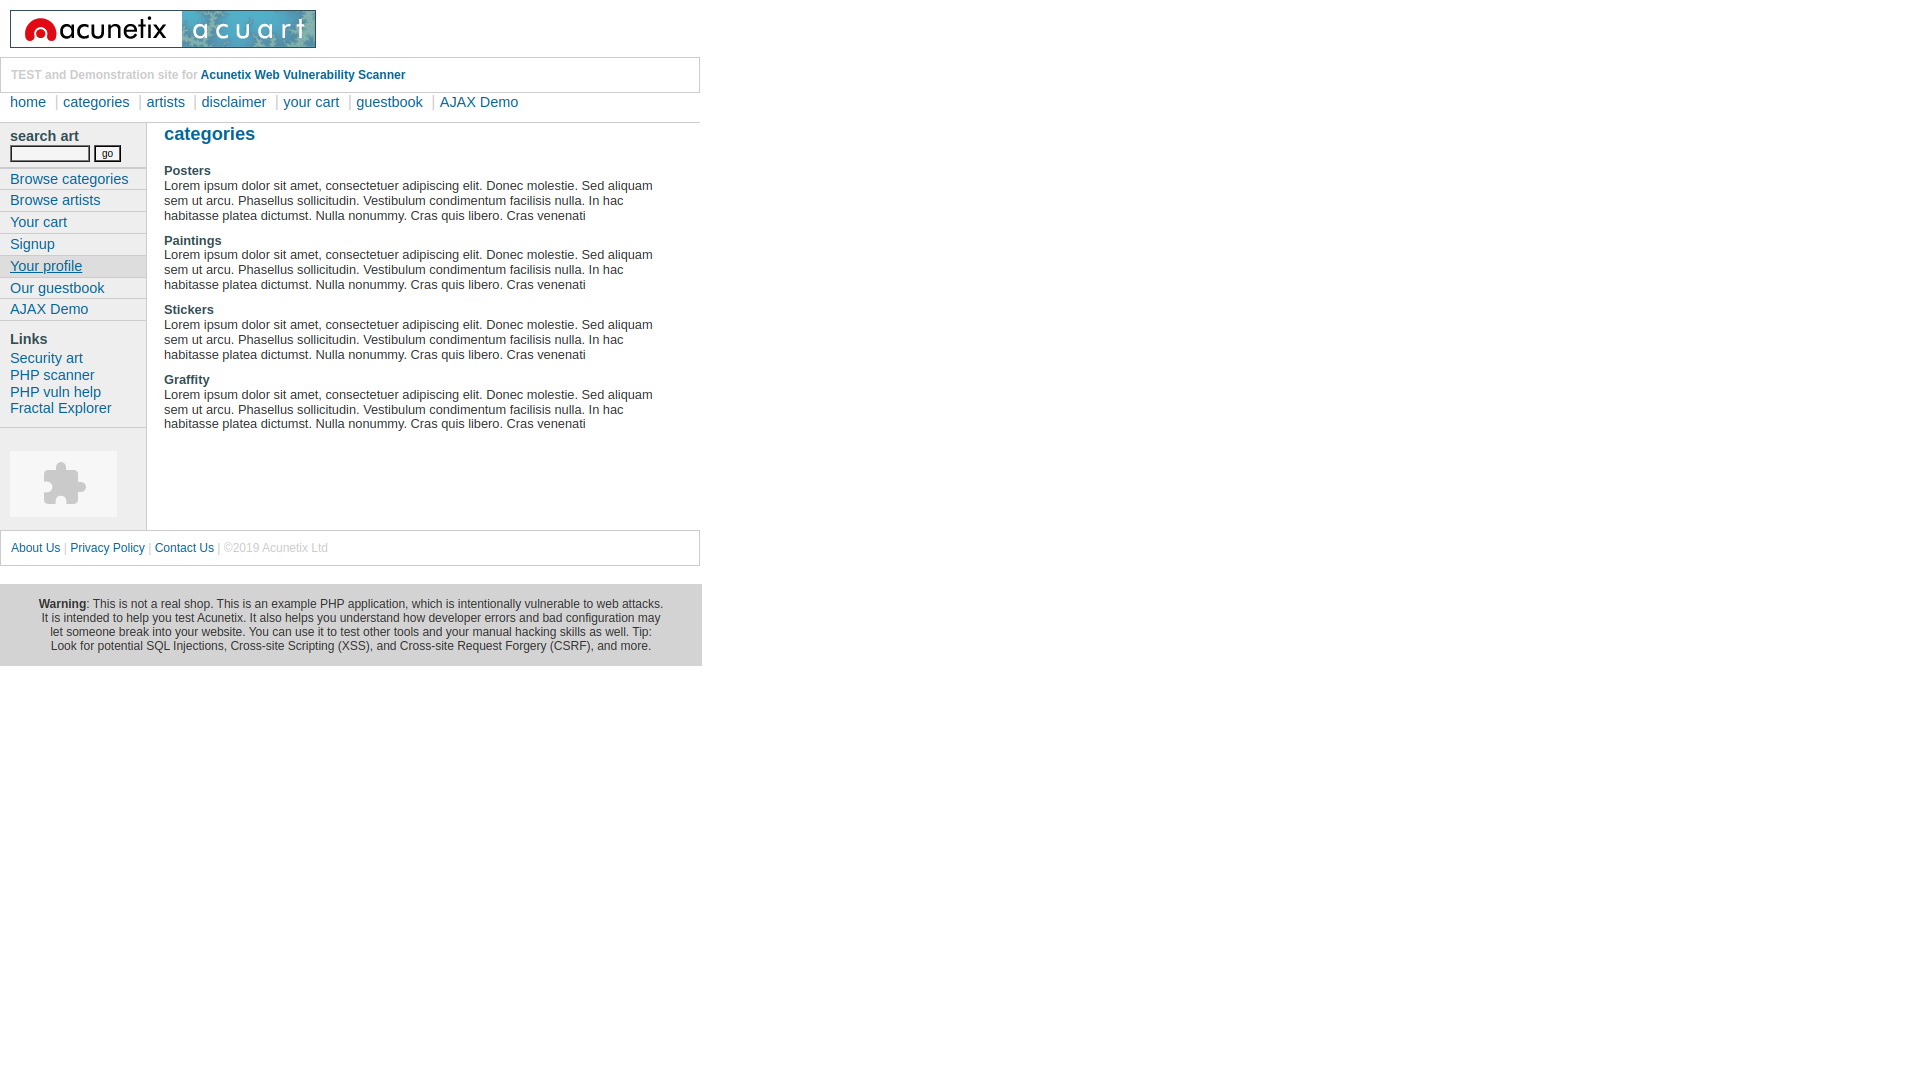 acunetix acuart
TEST and Demonstration site for Acunetix Web Vulnerability Scanner
home | categories | artists | disclaimer | your cart | guestbook | AJAX Demo
search art
go
Browse categories
Browse artists
Your cart
Signup
Your profile
Our guestbook
AJAX Demo
Links
Security art
PHP scanner
PHP vuln help
Fractal Explorer
categories
Posters
Lorem ipsum dolor sit amet, consectetuer adipiscing elit. Donec molestie. Sed aliquam
sem ut arcu. Phasellus sollicitudin. Vestibulum condimentum facilisis nulla. In hac
habitasse platea dictumst. Nulla nonummy. Cras quis libero. Cras venenati
Paintings
Lorem ipsum dolor sit amet, consectetuer adipiscing elit. Donec molestie. Sed aliquam
sem ut arcu. Phasellus sollicitudin. Vestibulum condimentum facilisis nulla. In hac
habitasse platea dictumst. Nulla nonummy. Cras quis libero. Cras venenati
Stickers
Lorem ipsum dolor sit amet, consectetuer adipiscing elit. Donec molestie. Sed aliquam
sem ut arcu. Phasellus sollicitudin. Vestibulum condimentum facilisis nulla. In hac
habitasse platea dictumst. Nulla nonummy. Cras quis libero. Cras venenati
Graffity
Lorem ipsum dolor sit amet, consectetuer adipiscing elit. Donec molestie. Sed aliquam
sem ut arcu. Phasellus sollicitudin. Vestibulum condimentum facilisis nulla. In hac
habitasse platea dictumst. Nulla nonummy. Cras quis libero. Cras venenati
About Us | Privacy Policy | Contact Us | ©2019 Acunetix Ltd
Warning: This is not a real shop. This is an example PHP application, which is intentionally vulnerable to web attacks.
It is intended to help you test Acunetix. It also helps you understand how developer errors and bad configuration may
let someone break into your website. You can use it to test other tools and your manual hacking skills as well. Tip:
Look for potential SQL Injections, Cross-site Scripting (XSS), and Cross-site Request Forgery (CSRF), and more.